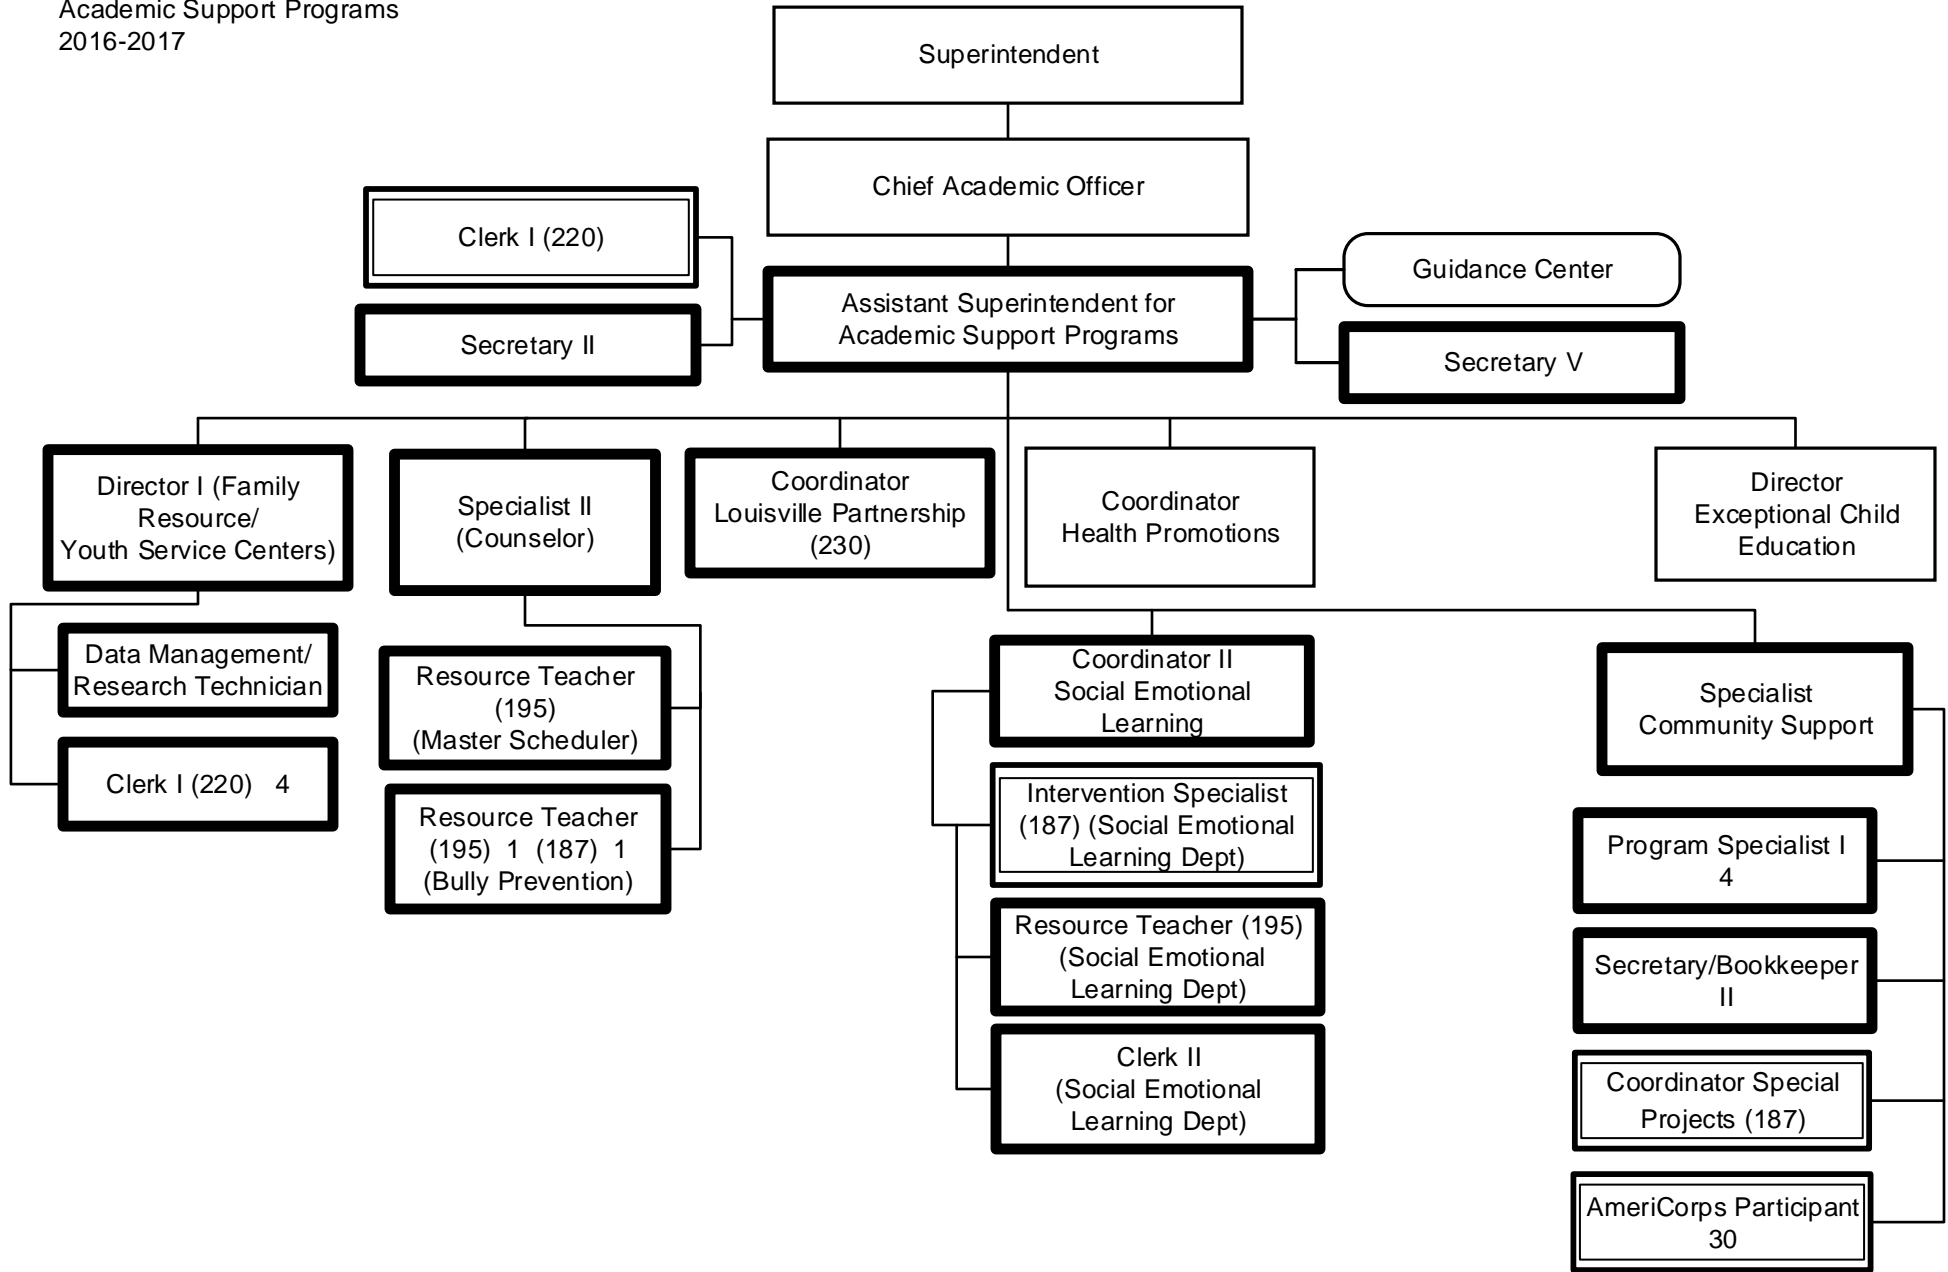 Academic Support Programs
2016-2017
Superintendent
Chief Academic Officer
Clerk I (220)
Secretary II
Assistant Superintendent for
Academic Support Programs
Guidance Center
Secretary V
Director I (Family
Resource/
Youth Service Centers)
Specialist II
(Counselor)
Coordinator
Louisville Partnership
(230)
Coordinator
Health Promotions
Director
Exceptional Child
Education
Data Management/
Research Technician
Clerk I (220) 4
Resource Teacher
(195)
(Master Scheduler)
Resource Teacher
(195) 1 (187) 1
(Bully Prevention)
Coordinator II
Social Emotional
Learning
Intervention Specialist
(187) (Social Emotional
Learning Dept)
Resource Teacher (195)
(Social Emotional
Learning Dept)
Clerk II
(Social Emotional
Learning Dept)
Specialist
Community Support
Program Specialist I
4
Secretary/Bookkeeper
II
Coordinator Special
Projects (187)
AmeriCorps Participant
30